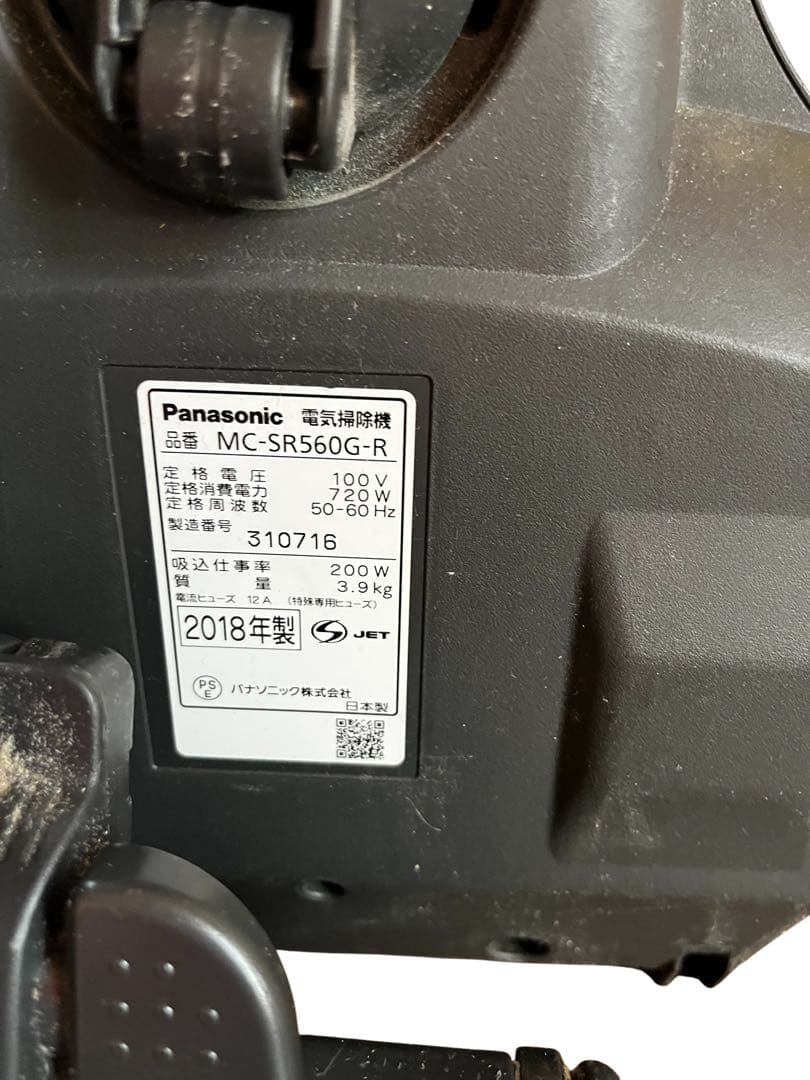 Panasonic 電気掃除機
品番 MC-SR560G-R
定格電圧 100V
定格消費電力 720W
定格周波数 50-60Hz
製造番号 310716
吸込仕事率 200W
質量 3.9kg
電流ヒューズ 12A (特殊専用ヒューズ)
2018年製 S JET
PSE パナソニック株式会社
日本製